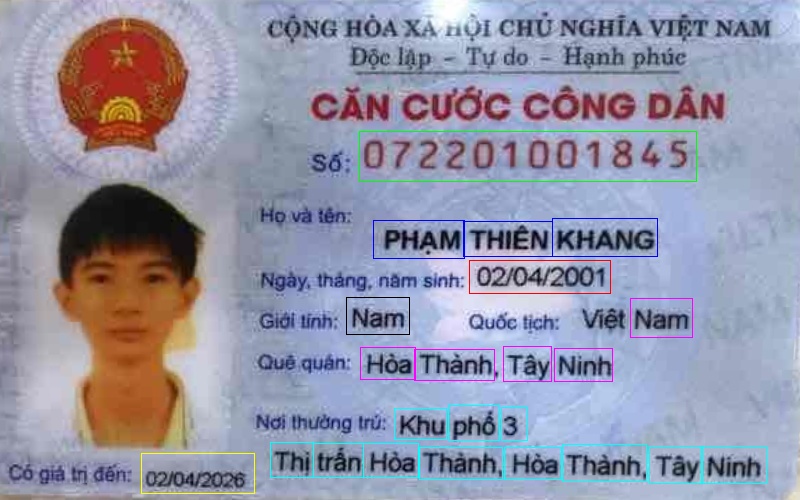 CỘNG HÒA XÃ HỘI CHỦ NGHĨA VIỆT NAM
Độc lập - Tự do - Hạnh phúc
CĂN CƯỚC CÔNG DÂN
Số: 072201001845
Họ và tên:
PHẠM THIÊN KHANG
Ngày, tháng, năm sinh: 02/04/2001
Giới tính: Nam Quốc tịch: Việt Nam
Quê quán: Hòa Thành, Tây Ninh
Nơi thường trú: Khu phố 3
Thị trấn Hòa Thành, Hòa Thành, Tây Ninh
Có giá trị đến: 02/04/2026